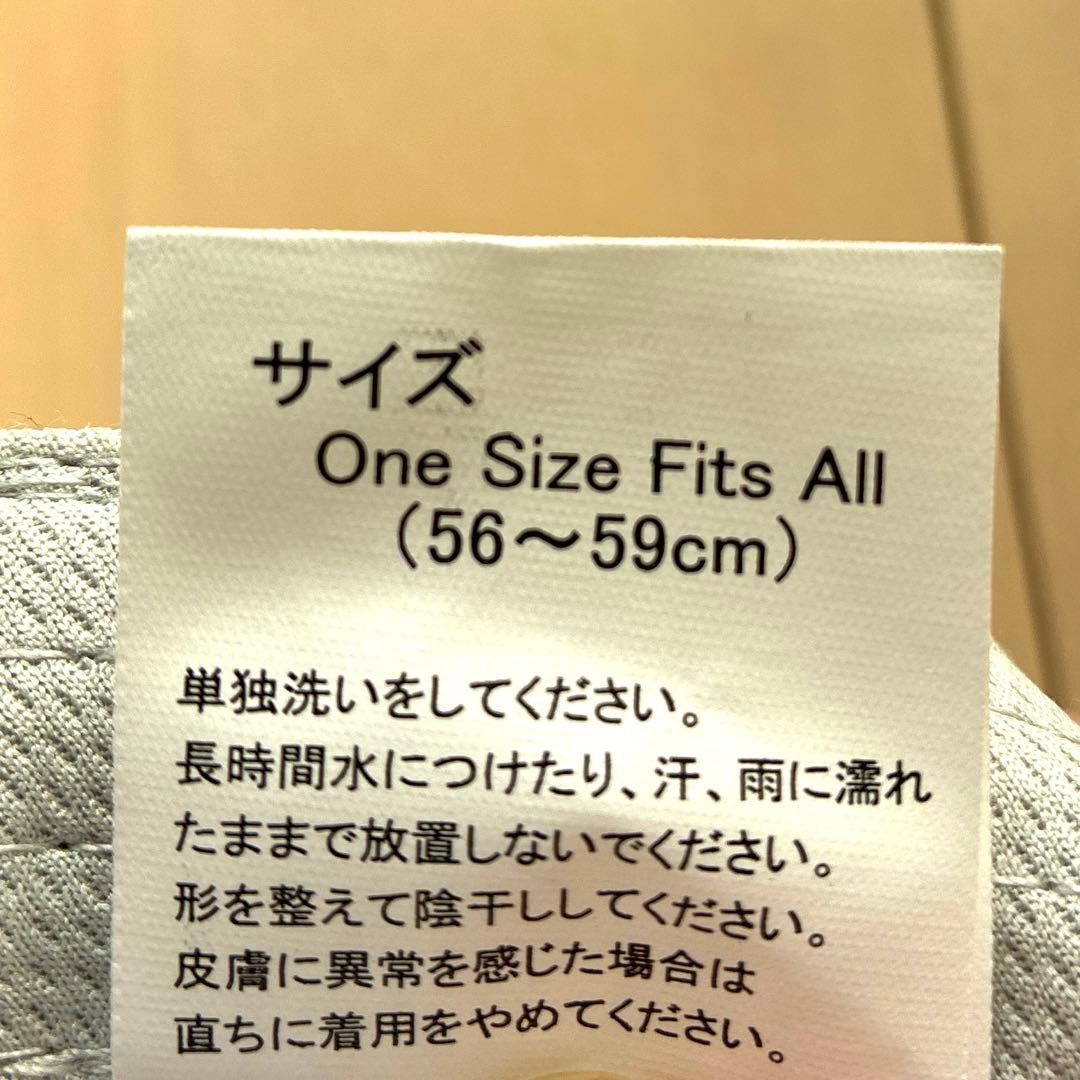 サイズ
One Size Fits All
（56～59cm）
単独洗いをしてください。
長時間水につけたり、汗、雨に濡れ
たままで放置しないでください。
形を整えて陰干ししてください。
皮膚に異常を感じた場合は
直ちに着用をやめてください。